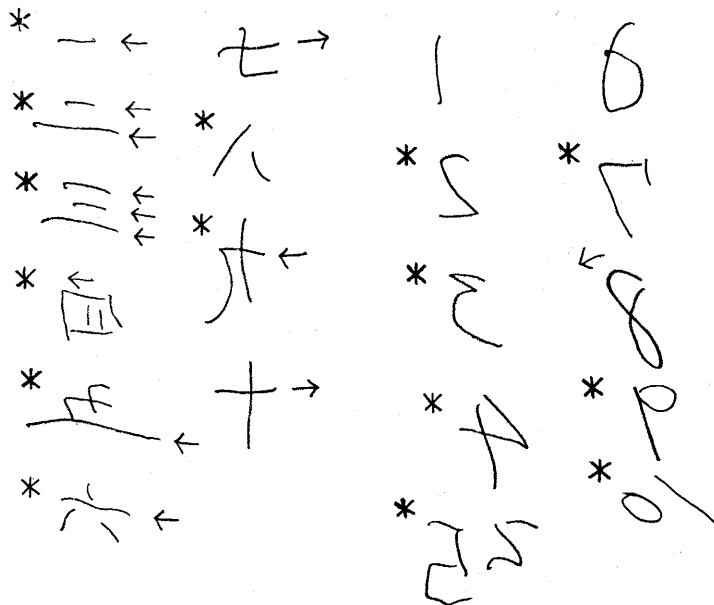 * 一 ←
* 二 ← ←
* 三 ← ← ←
* 四 ←
* 五 ←
* 六 ←
七 →
* 八
* 九 ←
十 →
1
* 2
* 3
* 4
* 5 5
6
* 7
8 ←
* 9
* 10